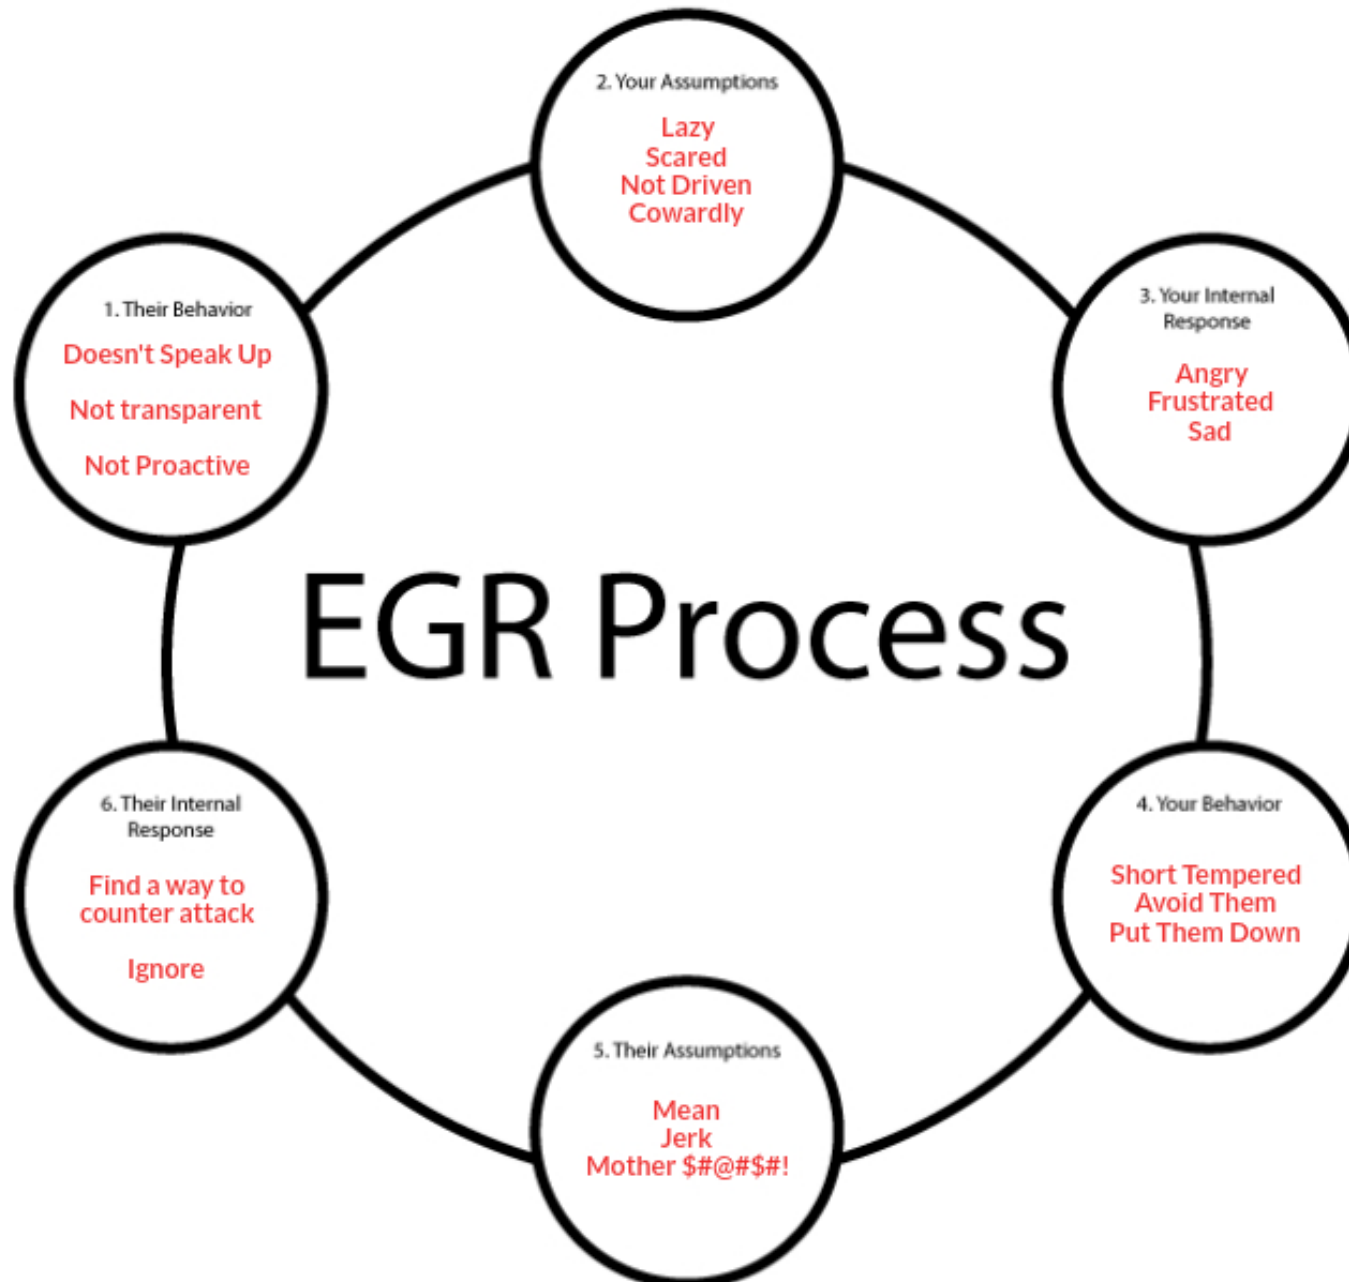 2. Your Assumptions
Lazy
Scared
Not Driven
Cowardly
1. Their Behavior
Doesn't Speak Up
Not transparent
Not Proactive
3. Your Internal
Response
Angry
Frustrated
Sad
EGR Process
6. Their Internal
Response
Find a way to
counter attack
Ignore
4. Your Behavior
Short Tempered
Avoid Them
Put Them Down
5. Their Assumptions
Mean
Jerk
Mother $#@#$#!